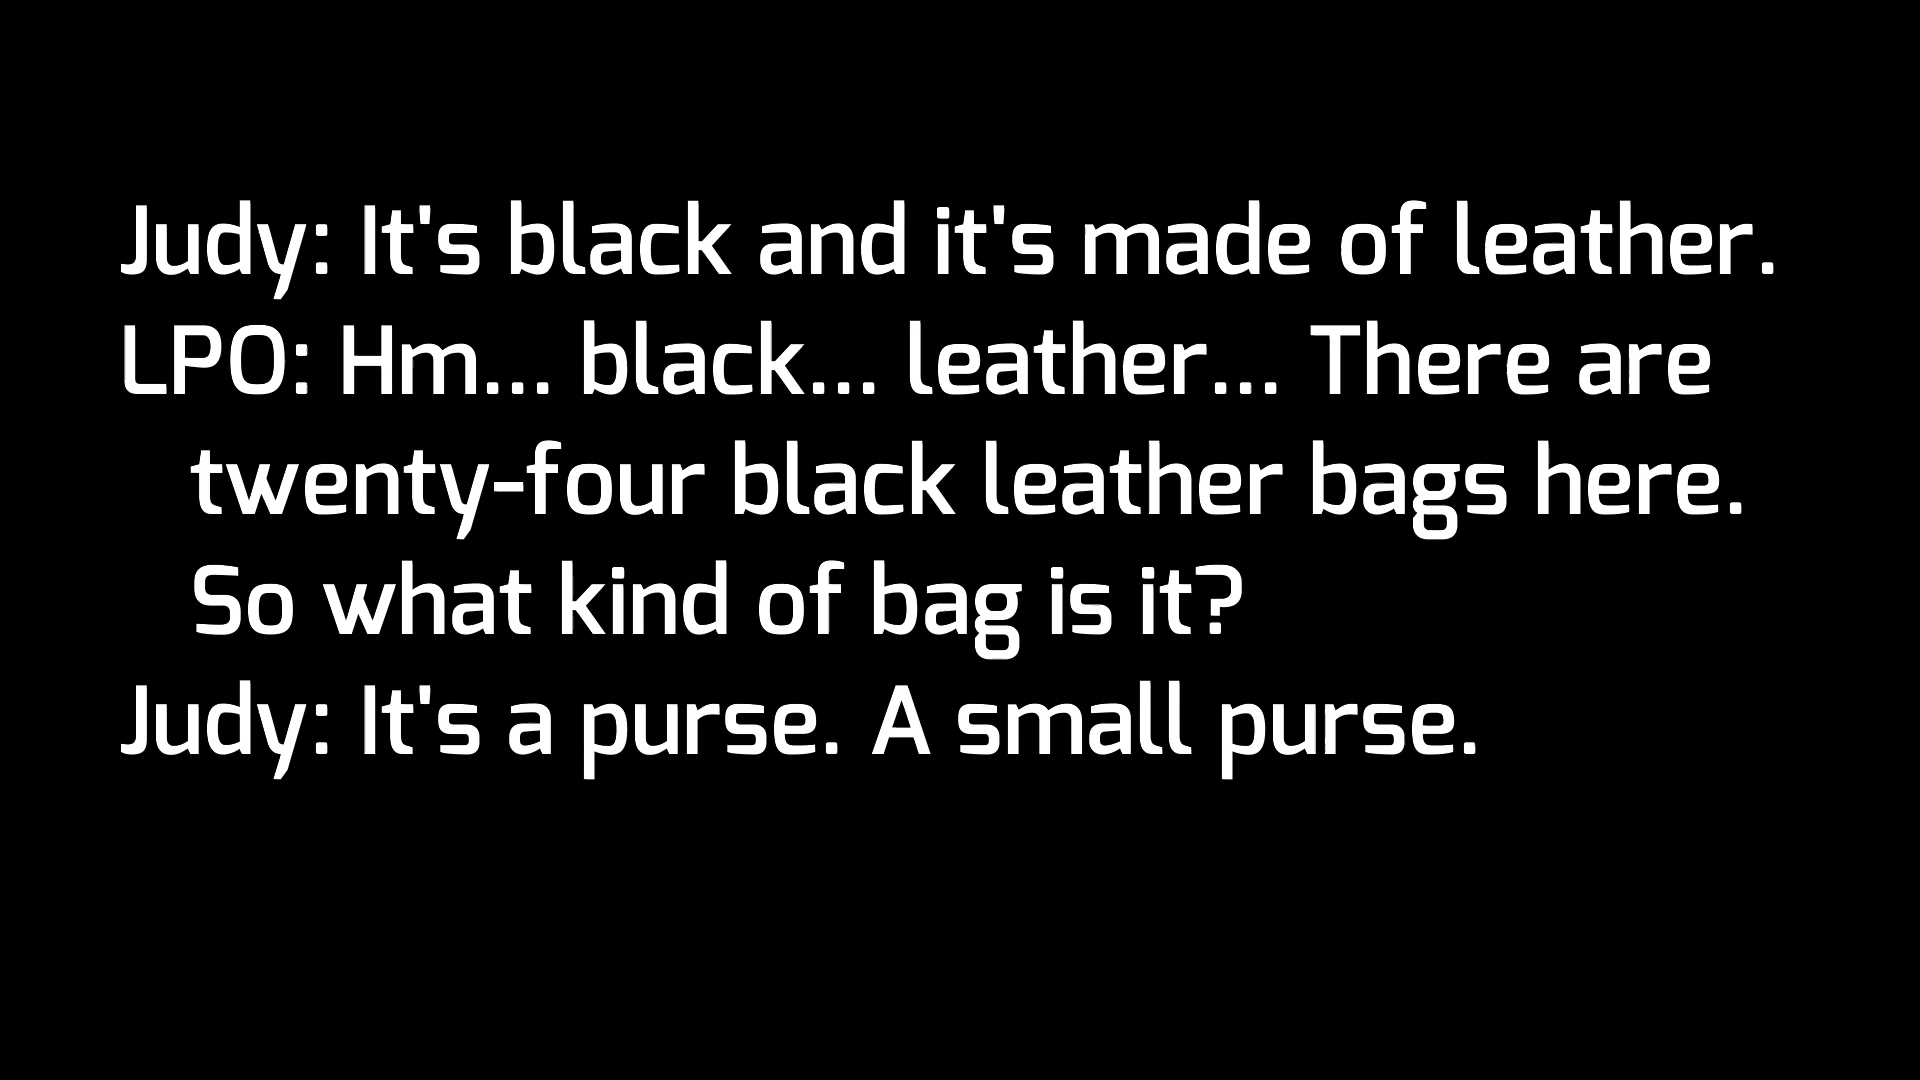 Judy: It's black and it's made of leather.
LPO: Hm... black... leather... There are
twenty-four black leather bags here.
So what kind of bag is it?
Judy: It's a purse. A small purse.